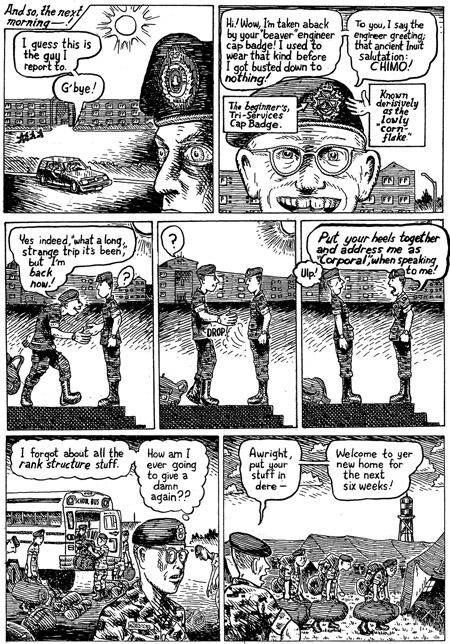 And so, the next
morning—!
I guess this is
the guy I
report to.
G'bye!
Hi! Wow, I'm taken aback
by your "beaver" engineer
cap badge! I used to
wear that kind before
I got busted down to
nothing!
To you, I say the
engineer greeting;
that ancient Inuit
salutation:
CHIMO!
The beginner's,
Tri-Services
Cap Badge.
Known
derisively
as the
"lowly
corn-
flake."
Yes indeed, "what a long,
strange trip it's been,"
but I'm
back
now!
?
?
DROP!
Ulp!
Put your heels together
and address me as
"Corporal," when speaking
to me!
I forgot about all the
rank structure stuff.
How am I
ever going
to give a
damn
again??
SCHOOL BUS
Awright,
put your
stuff in
dere —
Welcome to yer
new home for
the next
six weeks!